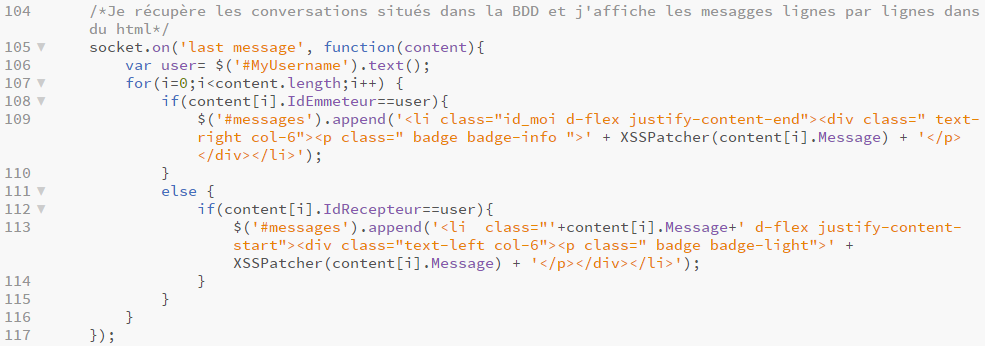 104 /*Je récupère les conversations situés dans la BDD et j'affiche les mesagges lignes par lignes dans
du html*/
105 socket.on('last message', function(content){
106 var user= $('#MyUsername').text();
107 for(i=0;i<content.length;i++) {
108 if(content[i].IdEmmeteur==user){
109 $('#messages').append('<li class="id_moi d-flex justify-content-end"><div class=" text-
right col-6"><p class=" badge badge-info ">' + XSSPatcher(content[i].Message) + '</p>
</div></li>');
110 }
111 else {
112 if(content[i].IdRecepteur==user){
113 $('#messages').append('<li  class="'+content[i].Message+' d-flex justify-content-
start"><div class="text-left col-6"><p class=" badge badge-light">' +
XSSPatcher(content[i].Message) + '</p></div></li>');
114 }
115 }
116 }
117 });